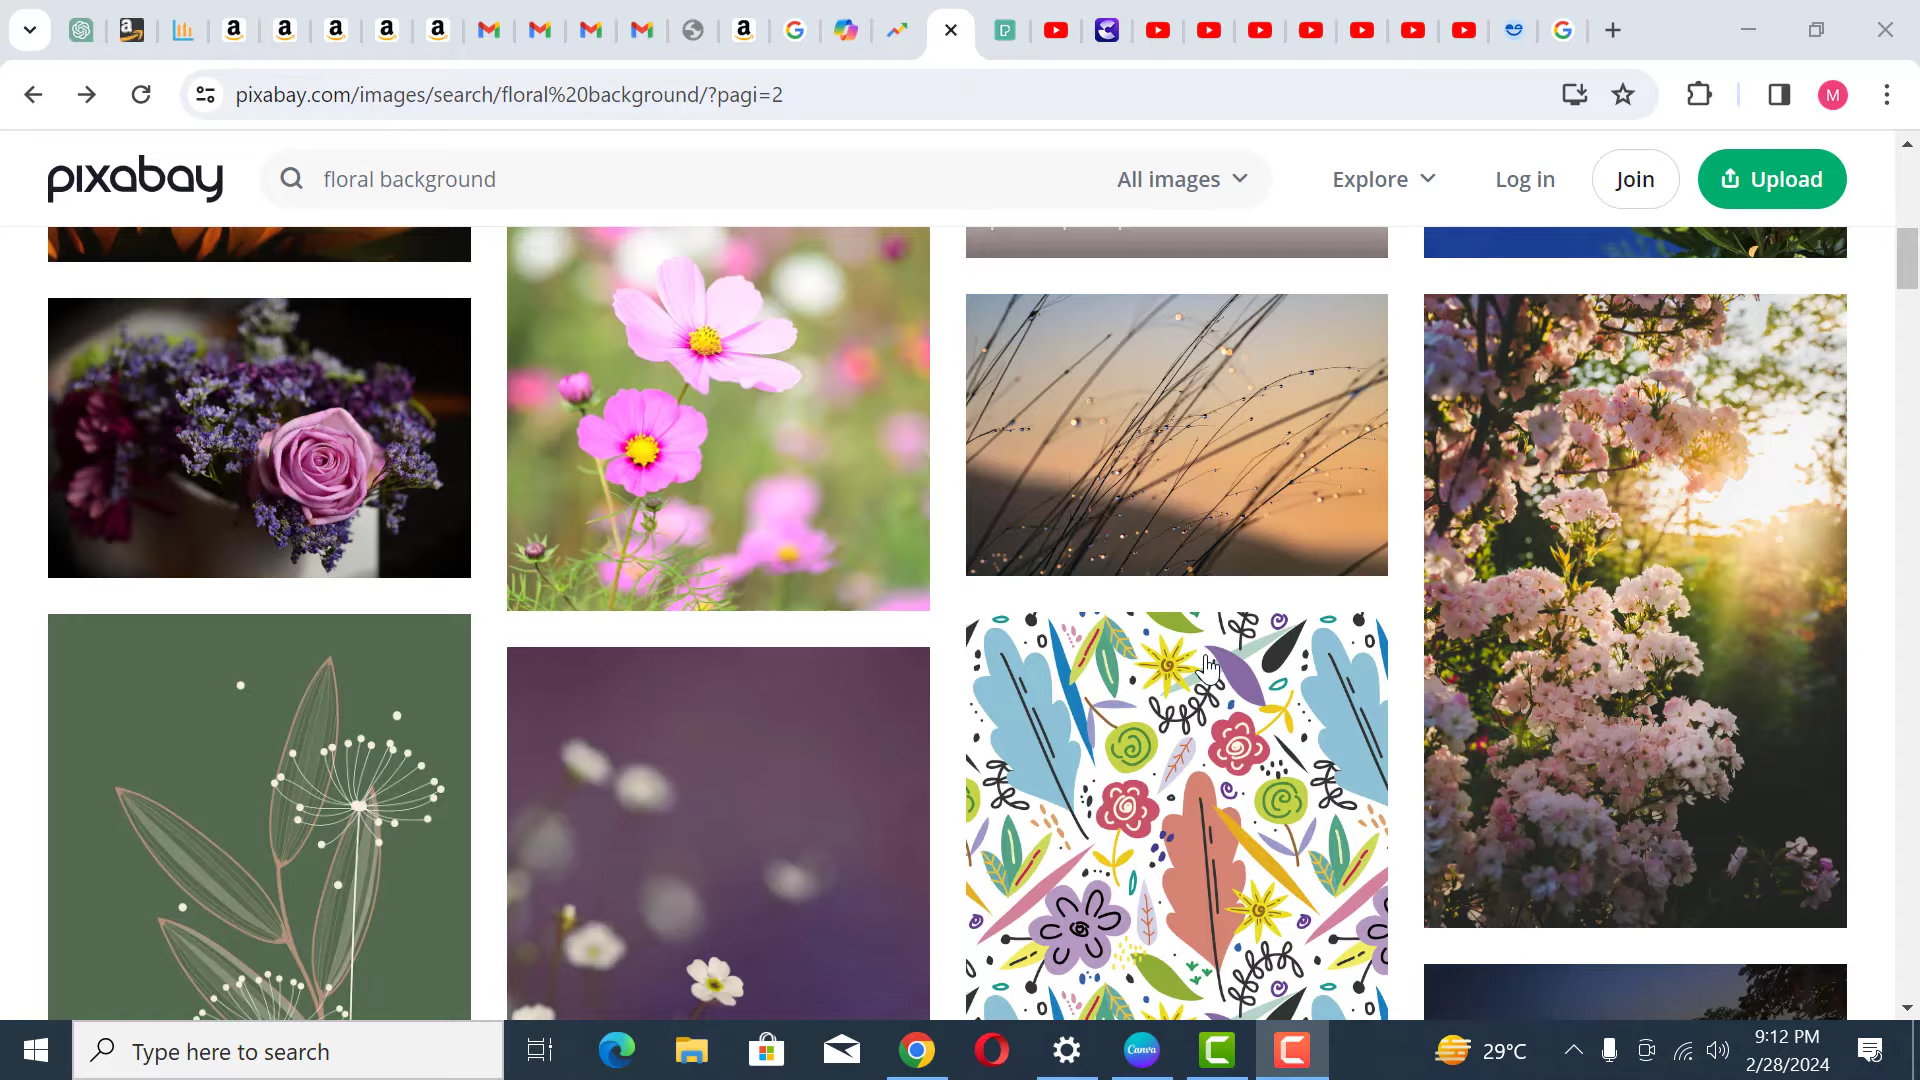 pixabay.com/images/search/floral%20background/?pagi=2
M
pixabay
floral background
All images
Explore
Log in
Join
Upload
Type here to search
Canva
29°C
9:12 PM
2/28/2024